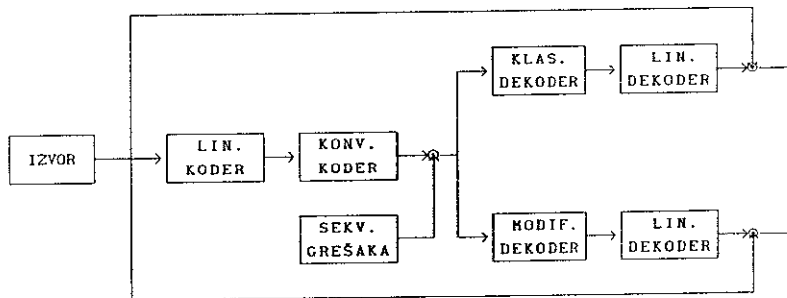 KLAS.
DEKODER
LIN.
DEKODER
IZVOR
LIN.
KODER
KONV.
KODER
SEKV.
GREŠAKA
MODIF.
DEKODER
LIN.
DEKODER